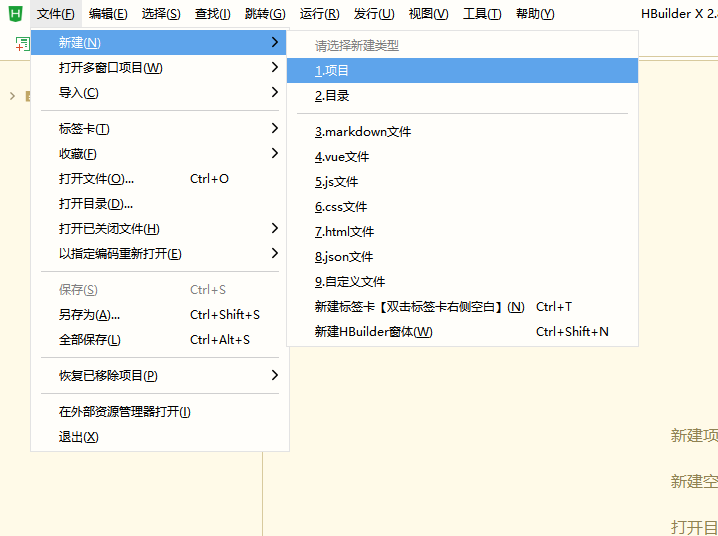 文件(F) 编辑(E) 选择(S) 查找(I) 跳转(G) 运行(R) 发行(U) 视图(V) 工具(T) 帮助(Y) HBuilder X 2.
新建(N)
打开多窗口项目(W)
导入(C)
标签卡(T)
收藏(F)
打开文件(O)... Ctrl+O
打开目录(D)...
打开已关闭文件(H)
以指定编码重新打开(E)
保存(S) Ctrl+S
另存为(A)... Ctrl+Shift+S
全部保存(L) Ctrl+Alt+S
恢复已移除项目(P)
在外部资源管理器打开(I)
退出(X)
请选择新建类型
1.项目
2.目录
3.markdown文件
4.vue文件
5.js文件
6.css文件
7.html文件
8.json文件
9.自定义文件
新建标签卡【双击标签卡右侧空白】(N) Ctrl+T
新建HBuilder窗体(W) Ctrl+Shift+N
新建项
新建空
打开目